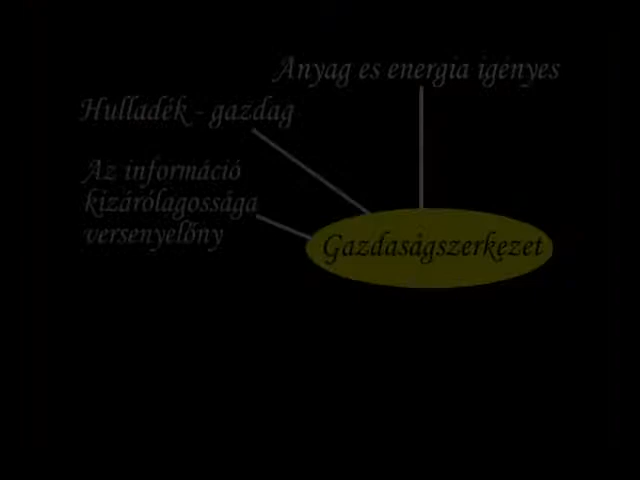 Anyag es energia igényes
Hulladék - gazdag
Az információ
kizárólagossága
versenyelőny
Gazdaságszerkezet